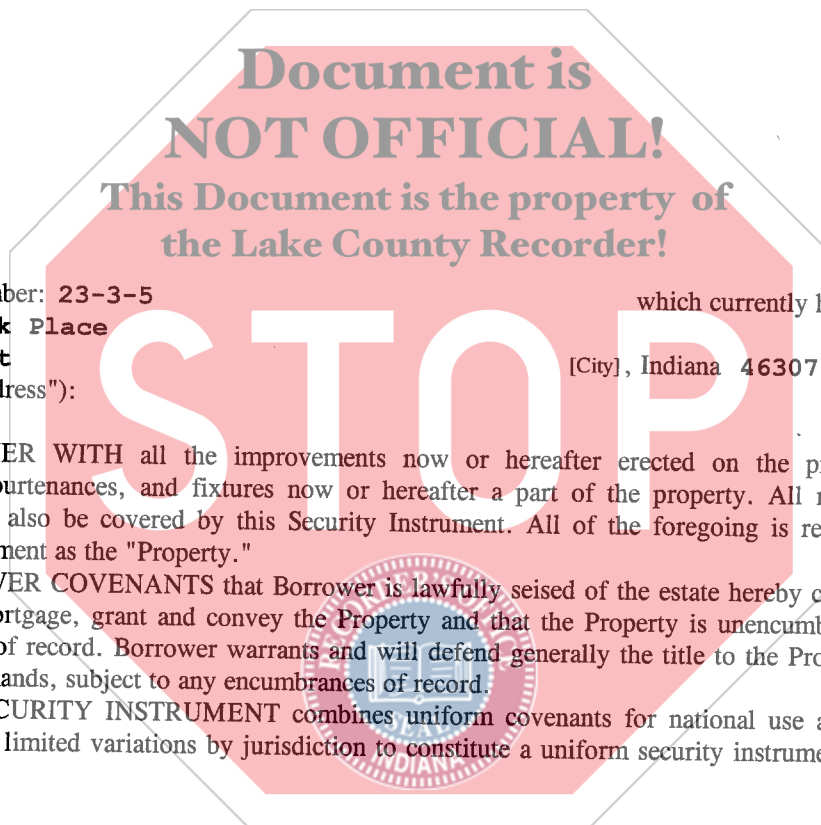 Document is
NOT OFFICIAL!
This Document is the property of
the Lake County Recorder!
ber: 23-3-5 which currently h
k Place
t [City], Indiana 46307
ress"):
STOP
ER WITH all the improvements now or hereafter erected on the p
urtenances, and fixtures now or hereafter a part of the property. All r
also be covered by this Security Instrument. All of the foregoing is re
ment as the "Property."
VER COVENANTS that Borrower is lawfully seised of the estate hereby c
ortgage, grant and convey the Property and that the Property is unencumb
of record. Borrower warrants and will defend generally the title to the Pro
ands, subject to any encumbrances of record.
CURITY INSTRUMENT combines uniform covenants for national use a
limited variations by jurisdiction to constitute a uniform security instrume
SEAL
INDIANA